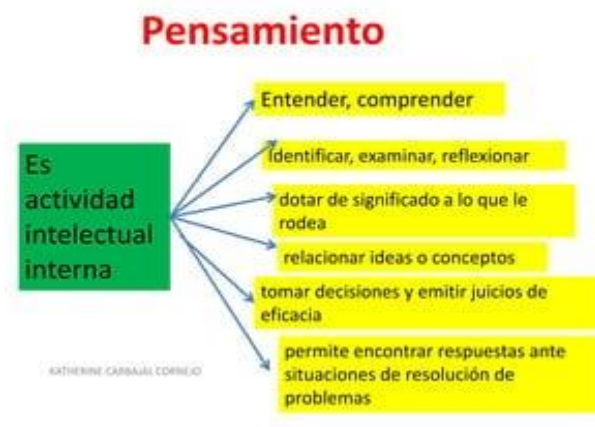 Pensamiento
Es
actividad
intelectual
interna
Entender, comprender
identificar, examinar, reflexionar
dotar de significado a lo que le
rodea
relacionar ideas o conceptos
tomar decisiones y emitir juicios de
eficacia
permite encontrar respuestas ante
situaciones de resolución de
problemas
KATHERINE CARBAJAL CORNEJO